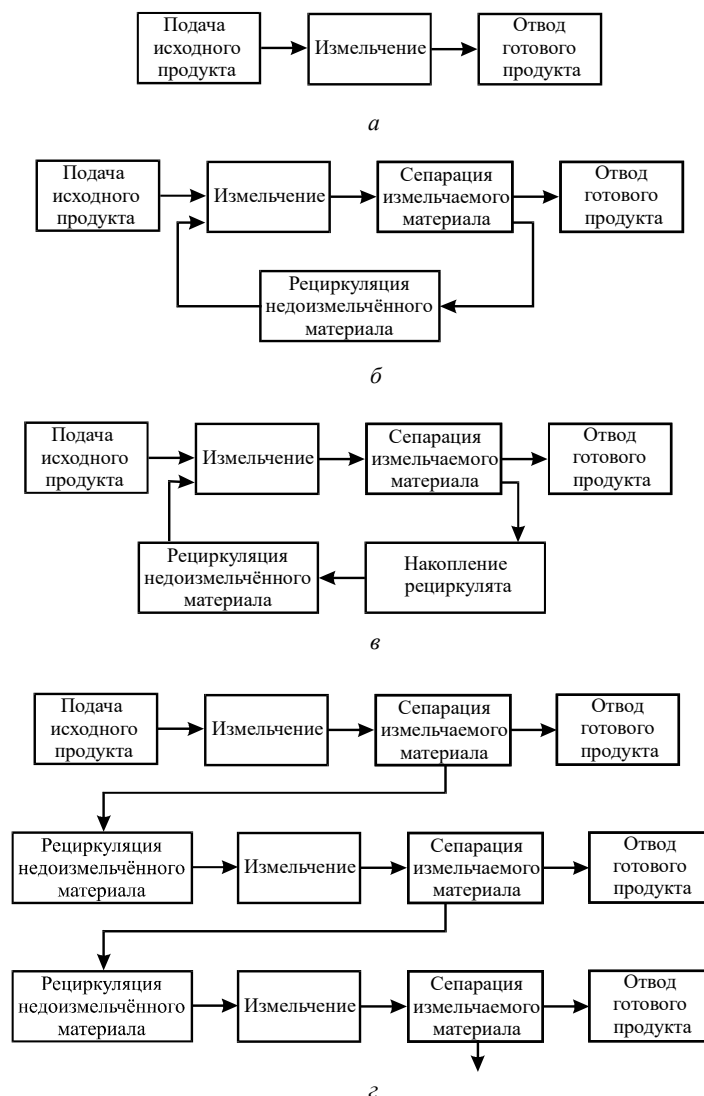 Подача
исходного
продукта
Измельчение
Отвод
готового
продукта
а
Подача
исходного
продукта
Измельчение
Сепарация
измельчаемого
материала
Отвод
готового
продукта
Рециркуляция
недоизмельчённого
материала
б
Подача
исходного
продукта
Измельчение
Сепарация
измельчаемого
материала
Отвод
готового
продукта
Рециркуляция
недоизмельчённого
материала
Накопление
рециркулята
в
Подача
исходного
продукта
Измельчение
Сепарация
измельчаемого
материала
Отвод
готового
продукта
Рециркуляция
недоизмельчённого
материала
Измельчение
Сепарация
измельчаемого
материала
Отвод
готового
продукта
Рециркуляция
недоизмельчённого
материала
Измельчение
Сепарация
измельчаемого
материала
Отвод
готового
продукта
г